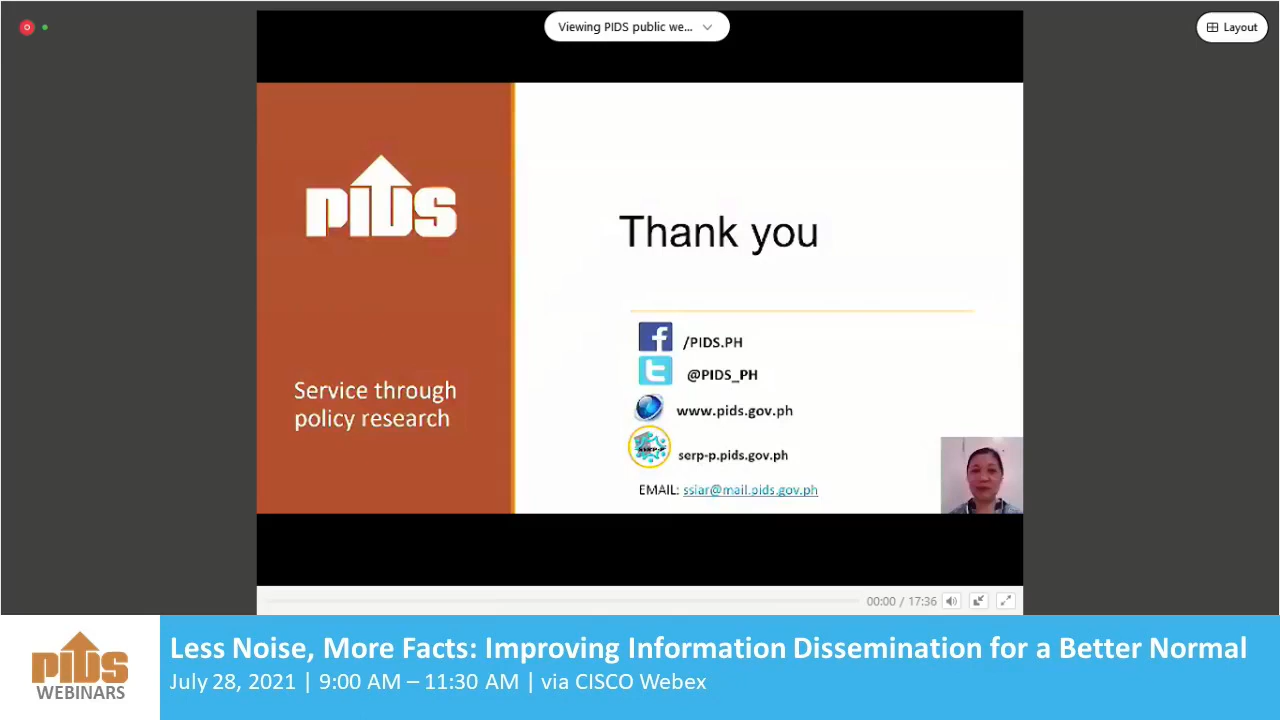 Viewing PIDS public we...
Layout
PIDS
Thank you
/PIDS.PH
@PIDS_PH
www.pids.gov.ph
SERP-P
serp-p.pids.gov.ph
EMAIL: ssiar@mail.pids.gov.ph
Service through
policy research
00:00 / 17:36
PIDS
WEBINARS
Less Noise, More Facts: Improving Information Dissemination for a Better Normal
July 28, 2021 | 9:00 AM – 11:30 AM | via CISCO Webex